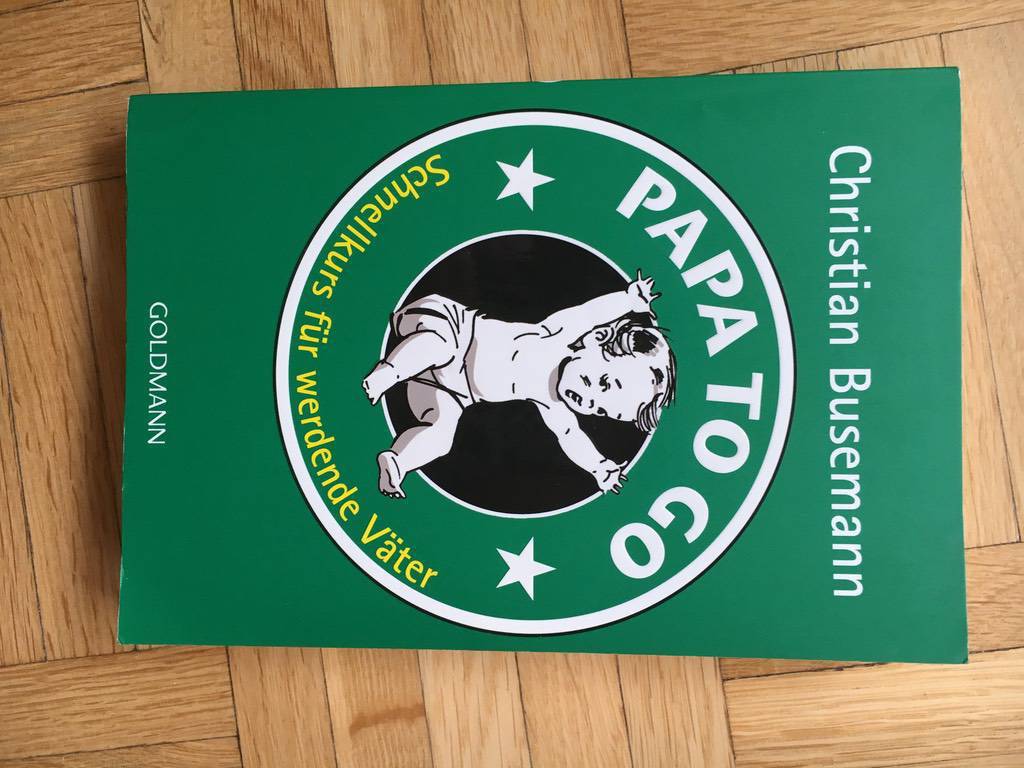 Christian Busemann
PAPA TO GO
Schnellkurs für werdende Väter
GOLDMANN